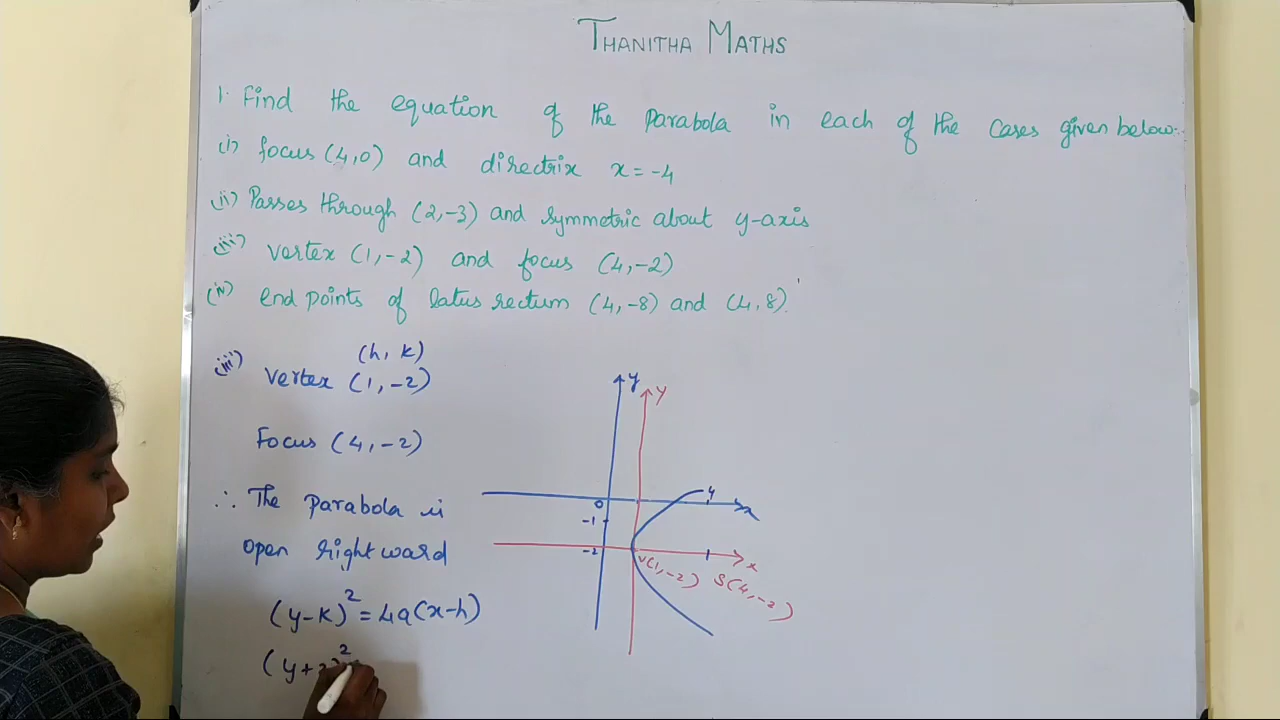 THANITHA MATHS
1. Find the equation of the Parabola in each of the cases given below:-
(i) focus (4,0) and directrix x = -4
(ii) Passes through (2,-3) and symmetric about y-axis
(iii) vertex (1,-2) and focus (4,-2)
(iv) end points of latus rectum (4,-8) and (4,8).
(h, k)
(iii) Vertex (1,-2)
Focus (4,-2)
∴ The Parabola is
open rightward
(y-k)² = 4a(x-h)
(y+
y
y
0
4
x
-1
-2
x
V(1,-2)
S(4,-2)